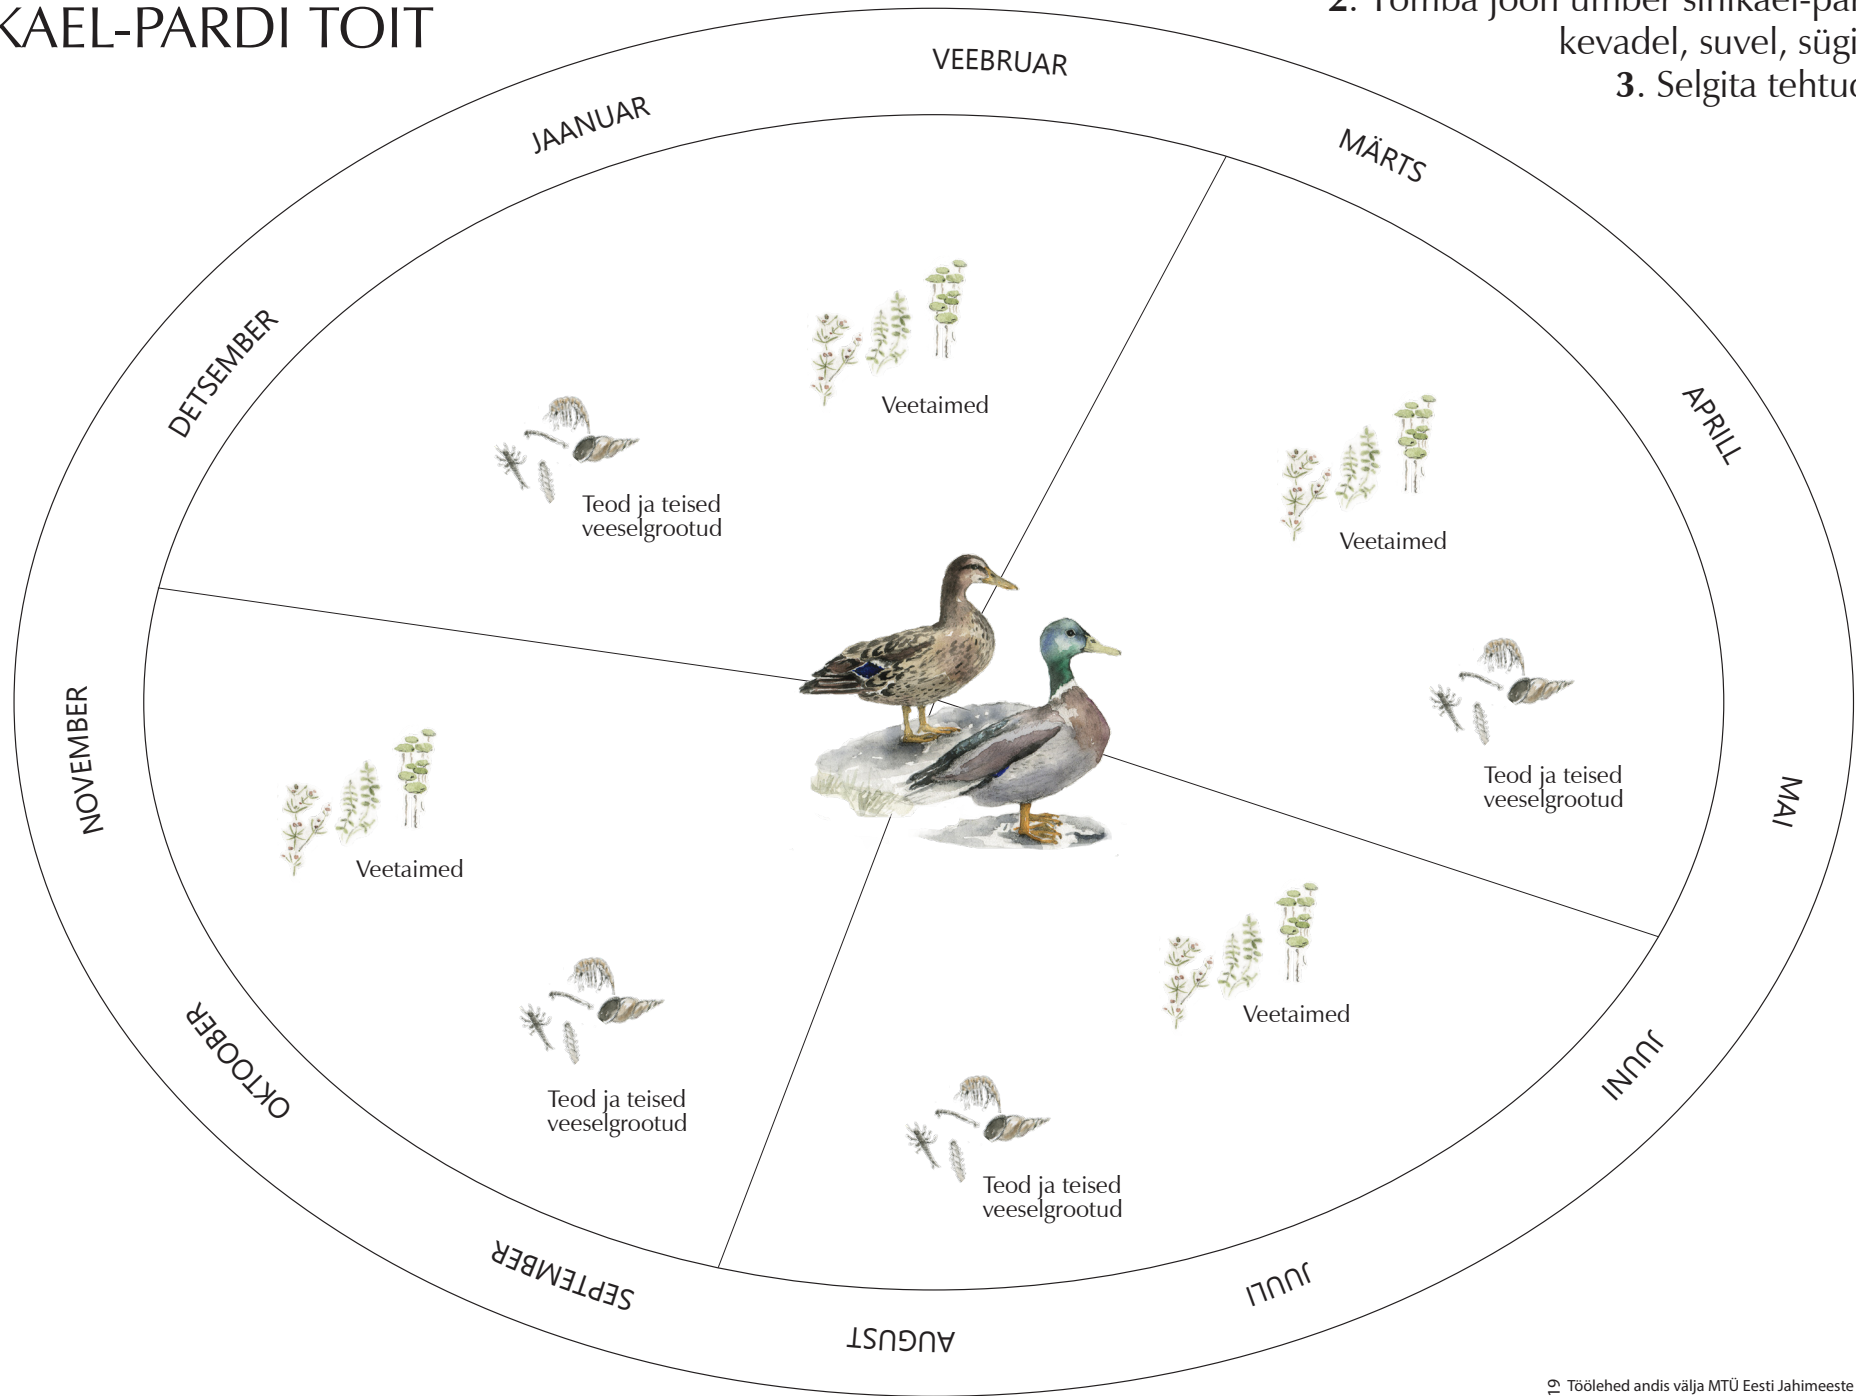 KAEL-PARDI TOIT
kevadel, suvel,
3. Selgita
VEEBRUAR
JAANUAR
MÄRTS
DETSEMBER
APRILL
Veetaimed
Teod ja teised
veeselgrootud
Veetaimed
Teod ja teised
veeselgrootud
MAI
NOVEMBER
Veetaimed
Teod ja teised
veeselgrootud
OKTOOBER
Veetaimed
Teod ja teised
veeselgrootud
JUUNI
SEPTEMBER
JUULI
AUGUST
19 Töölehed andis välja MTÜ Eesti Jahimeeste